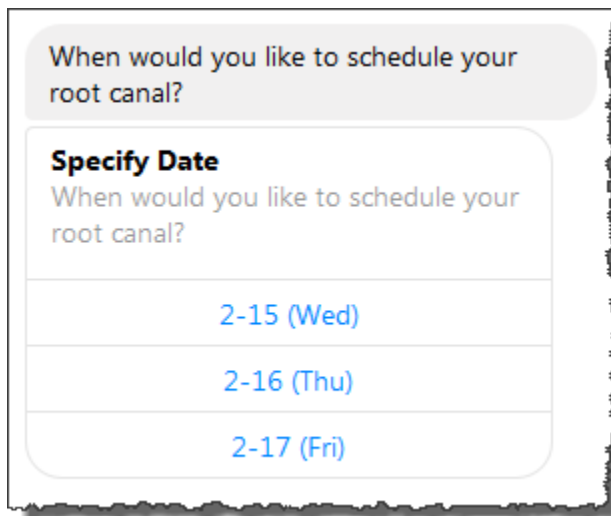 When would you like to schedule your
root canal?
Specify Date
When would you like to schedule your
root canal?
2-15 (Wed)
2-16 (Thu)
2-17 (Fri)